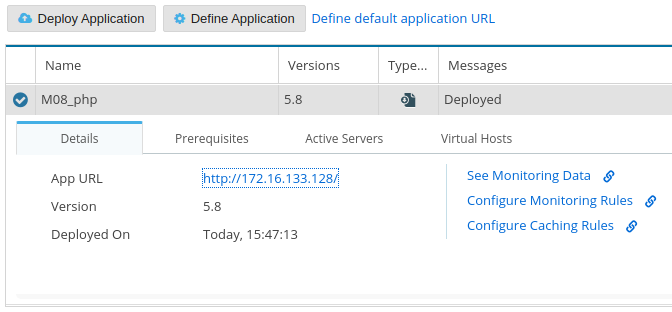 Deploy Application Define Application Define default application URL
Name Versions Type... Messages
M08_php 5.8 Deployed
Details Prerequisites Active Servers Virtual Hosts
App URL http://172.16.133.128/ See Monitoring Data
Version 5.8 Configure Monitoring Rules
Deployed On Today, 15:47:13 Configure Caching Rules